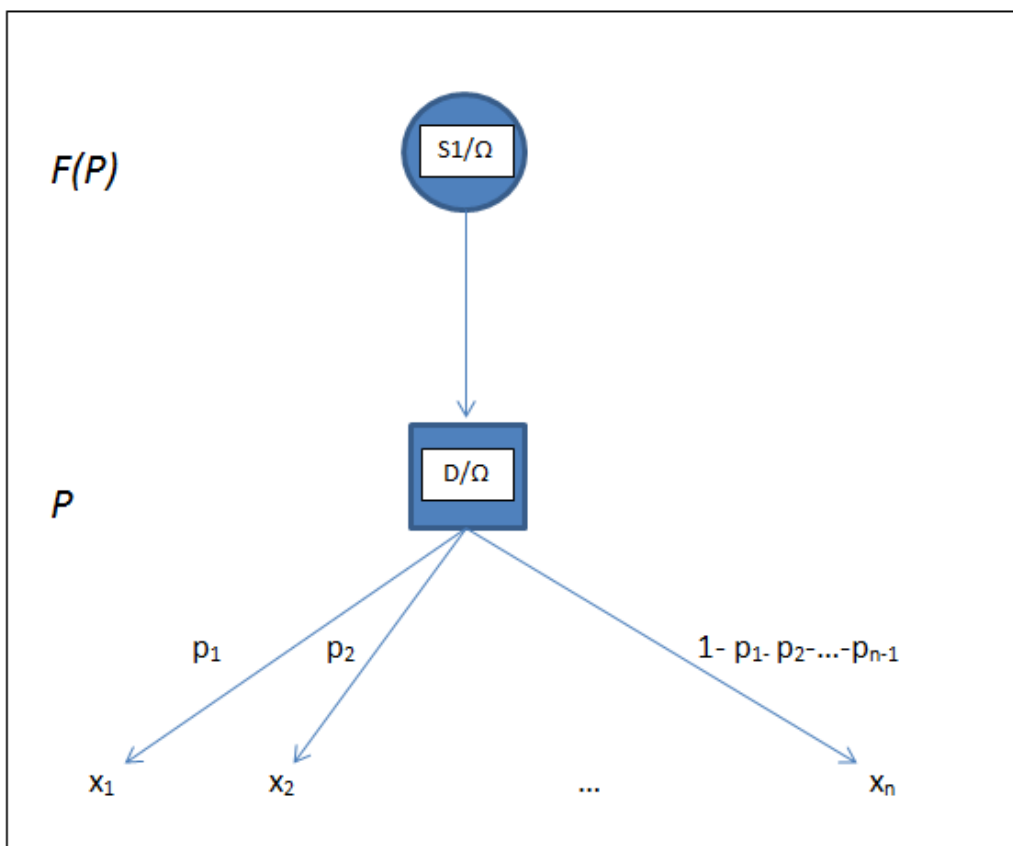 S1/Ω
F(P)
D/Ω
P
p₁
p₂
1- p₁- p₂-...-pₙ₋₁
x₁
x₂
...
xₙ